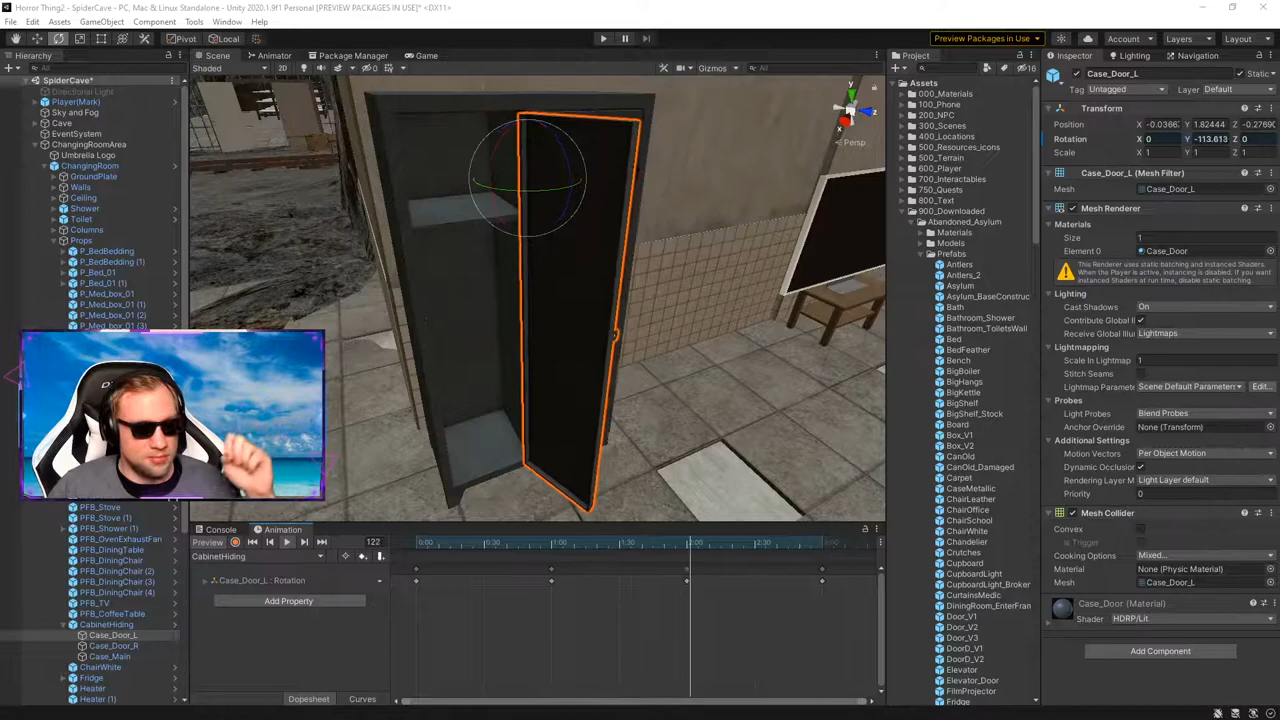 Horror Thing2 - SpiderCave - PC, Mac & Linux Standalone - Unity 2020.1.9f1 Personal [PREVIEW PACKAGES IN USE]* <DX11>
File Edit Assets GameObject Component Tools Window Help
Pivot Local Preview Packages in Use Account Layers Layout
Hierarchy
All
SpiderCave*
Directional Light
Player(Mark)
Sky and Fog
Cave
EventSystem
ChangingRoomArea
Umbrella Logo
ChangingRoom
GroundPlate
Walls
Ceiling
Shower
Toilet
Columns
Props
P_BedBedding
P_BedBedding (1)
P_Bed_01
P_Bed_01 (1)
P_Med_box_01
P_Med_box_01 (1)
P_Med_box_01 (2)
P_Med_box_01 (3)
PFB_Stove
PFB_Stove (1)
PFB_Shower (1)
PFB_OvenExhaustFan
PFB_DiningTable
PFB_DiningChair
PFB_DiningChair (2)
PFB_DiningChair (3)
PFB_DiningChair (4)
PFB_TV
PFB_CoffeeTable
CabinetHiding
Case_Door_L
Case_Door_R
Case_Main
ChairWhite
Fridge
Heater
Heater (1)
Scene Animator Package Manager Game
Shaded 2D 0 Gizmos All
y
z
x
Persp
Console Animation
Preview 122 0:00 0:30 1:00 1:30 2:00 2:30 3:00
CabinetHiding
Case_Door_L : Rotation
Add Property
Dopesheet Curves
Project
16
Assets
000_Materials
100_Phone
200_NPC
300_Scenes
400_Locations
500_Resources_icons
500_Terrain
600_Player
700_Interactables
750_Quests
800_Text
900_Downloaded
Abandoned_Asylum
Materials
Models
Prefabs
Antlers
Antlers_2
Asylum
Asylum_BaseConstruc
Bath
Bathroom_Shower
Bathroom_ToiletsWall
Bed
BedFeather
Bench
BigBoiler
BigHangs
BigKettle
BigShelf
BigShelf_Stock
Board
Box_V1
Box_V2
CanOld
CanOld_Damaged
Carpet
CaseMetallic
ChairLeather
ChairOffice
ChairSchool
ChairWhite
Chandelier
Crutches
Cupboard
CupboardLight
CupboardLight_Broker
CurtainsMedic
DiningRoom_EnterFran
Door_V1
Door_V2
Door_V3
DoorD_V1
DoorD_V2
Elevator
Elevator_Door
FilmProjector
Fridge
Inspector Lighting Navigation
Case_Door_L Static
Tag Untagged Layer Default
Transform
Position X -0.0366 Y 1.82444 Z -0.2769
Rotation X 0 Y -113.613 Z 0
Scale X 1 Y 1 Z 1
Case_Door_L (Mesh Filter)
Mesh Case_Door_L
Mesh Renderer
Materials
Size 1
Element 0 Case_Door
This Renderer uses static batching and instanced Shaders.
When the Player is active, instancing is disabled. If you want
instanced Shaders at run time, disable static batching.
Lighting
Cast Shadows On
Contribute Global Il
Receive Global Illu Lightmaps
Lightmapping
Scale In Lightmap 1
Stitch Seams
Lightmap Paramete Scene Default Parameters Edit...
Probes
Light Probes Blend Probes
Anchor Override None (Transform)
Additional Settings
Motion Vectors Per Object Motion
Dynamic Occlusion
Rendering Layer M Light Layer default
Priority 0
Mesh Collider
Convex
Is Trigger
Cooking Options Mixed...
Material None (Physic Material)
Mesh Case_Door_L
Case_Door (Material)
Shader HDRP/Lit
Add Component